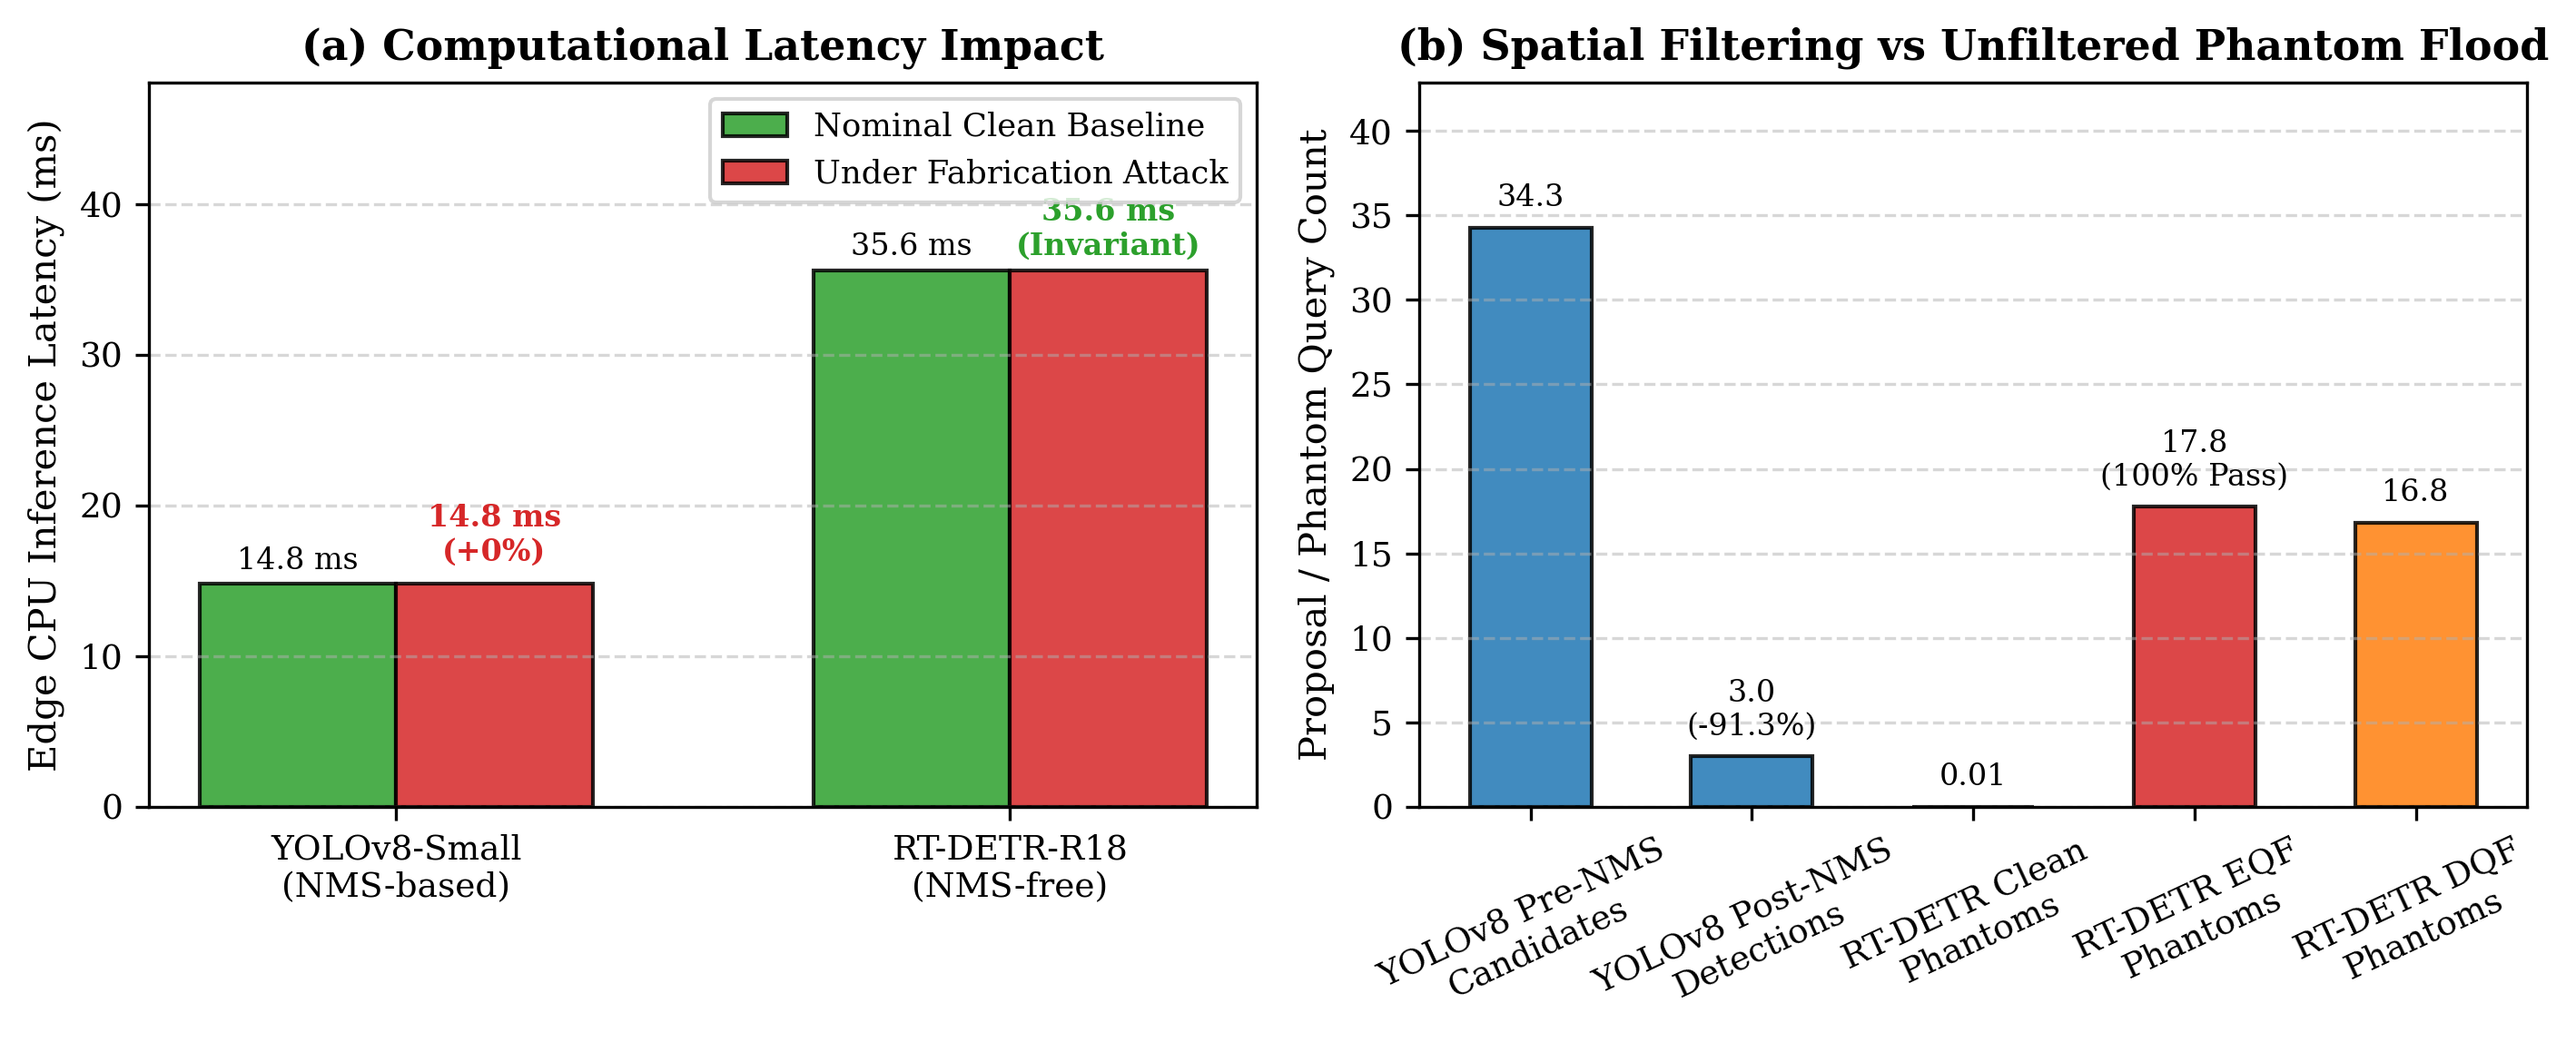 (a) Computational Latency Impact
Edge CPU Inference Latency (ms)
40
30
20
10
0
Nominal Clean Baseline
Under Fabrication Attack
14.8 ms
14.8 ms
(+0%)
35.6 ms
35.6 ms
(Invariant)
YOLOv8-Small
(NMS-based)
RT-DETR-R18
(NMS-free)
(b) Spatial Filtering vs Unfiltered Phantom Flood
Proposal / Phantom Query Count
40
35
30
25
20
15
10
5
0
34.3
3.0
(-91.3%)
0.01
17.8
(100% Pass)
16.8
YOLOv8 Pre-NMS
Candidates
YOLOv8 Post-NMS
Detections
RT-DETR Clean
Phantoms
RT-DETR EQF
Phantoms
RT-DETR DQF
Phantoms